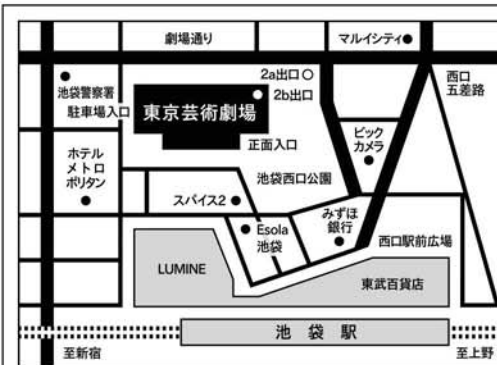 劇場通り
マルイシティ
2a出口
西口
五差路
池袋警察署
2b出口
駐車場入口
東京芸術劇場
正面入口
ビック
カメラ
ホテル
メトロ
ポリタン
池袋西口公園
スパイス2
Esola
池袋
みずほ
銀行
西口駅前広場
LUMINE
東武百貨店
池袋駅
至新宿
至上野